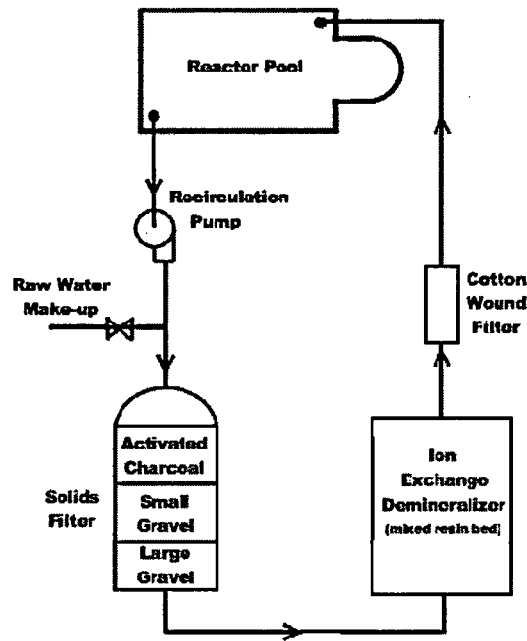 Reactor Pool
Recirculation
Pump
Raw Water
Make-up
Cotton
Wound
Filter
Activated
Charcoal
Solids
Filter
Small
Gravel
Large
Gravel
Ion
Exchange
Demineralizer
(mixed resin bed)